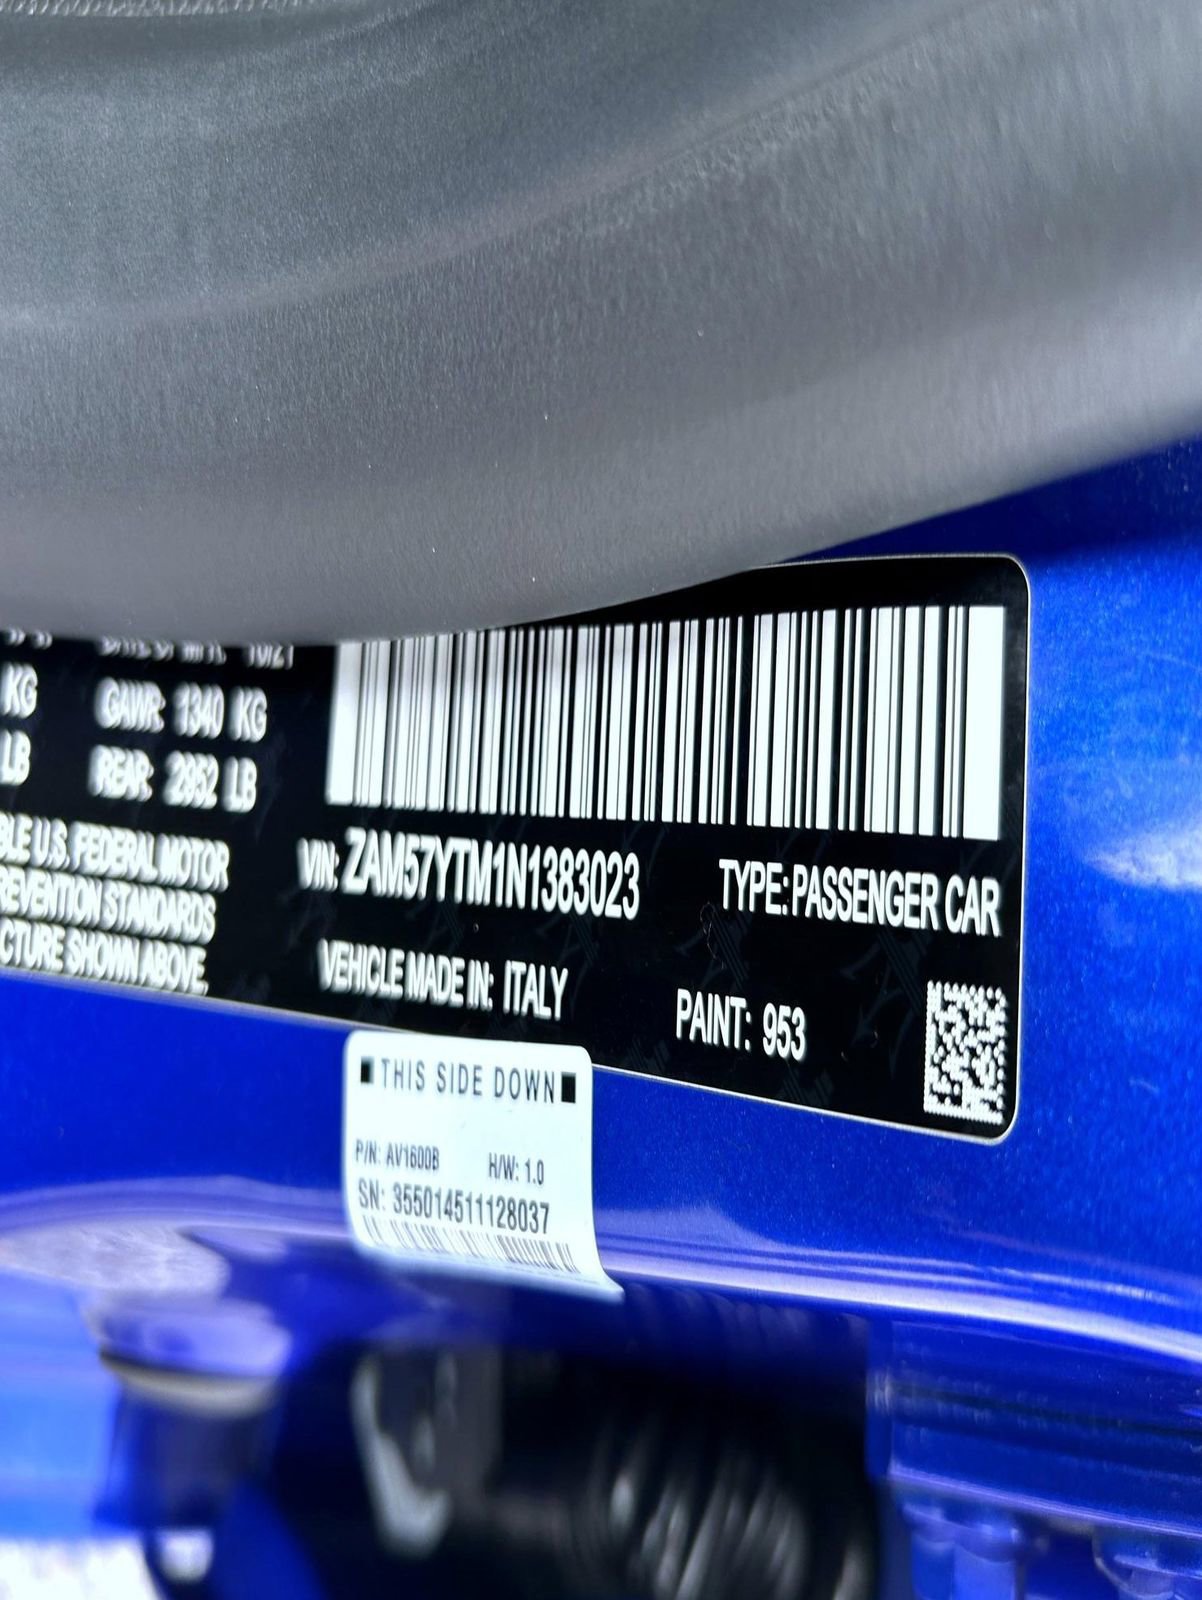 KG
GAWR: 1340 KG
LB
REAR: 2952 LB
BLE U.S. FEDERAL MOTOR
REVENTION STANDARDS
CTURE SHOWN ABOVE.
VIN: ZAM57YTM1N1383023
TYPE: PASSENGER CAR
VEHICLE MADE IN: ITALY
PAINT: 953
THIS SIDE DOWN
P/N: AV1600B H/W: 1.0
SN: 355014511128037